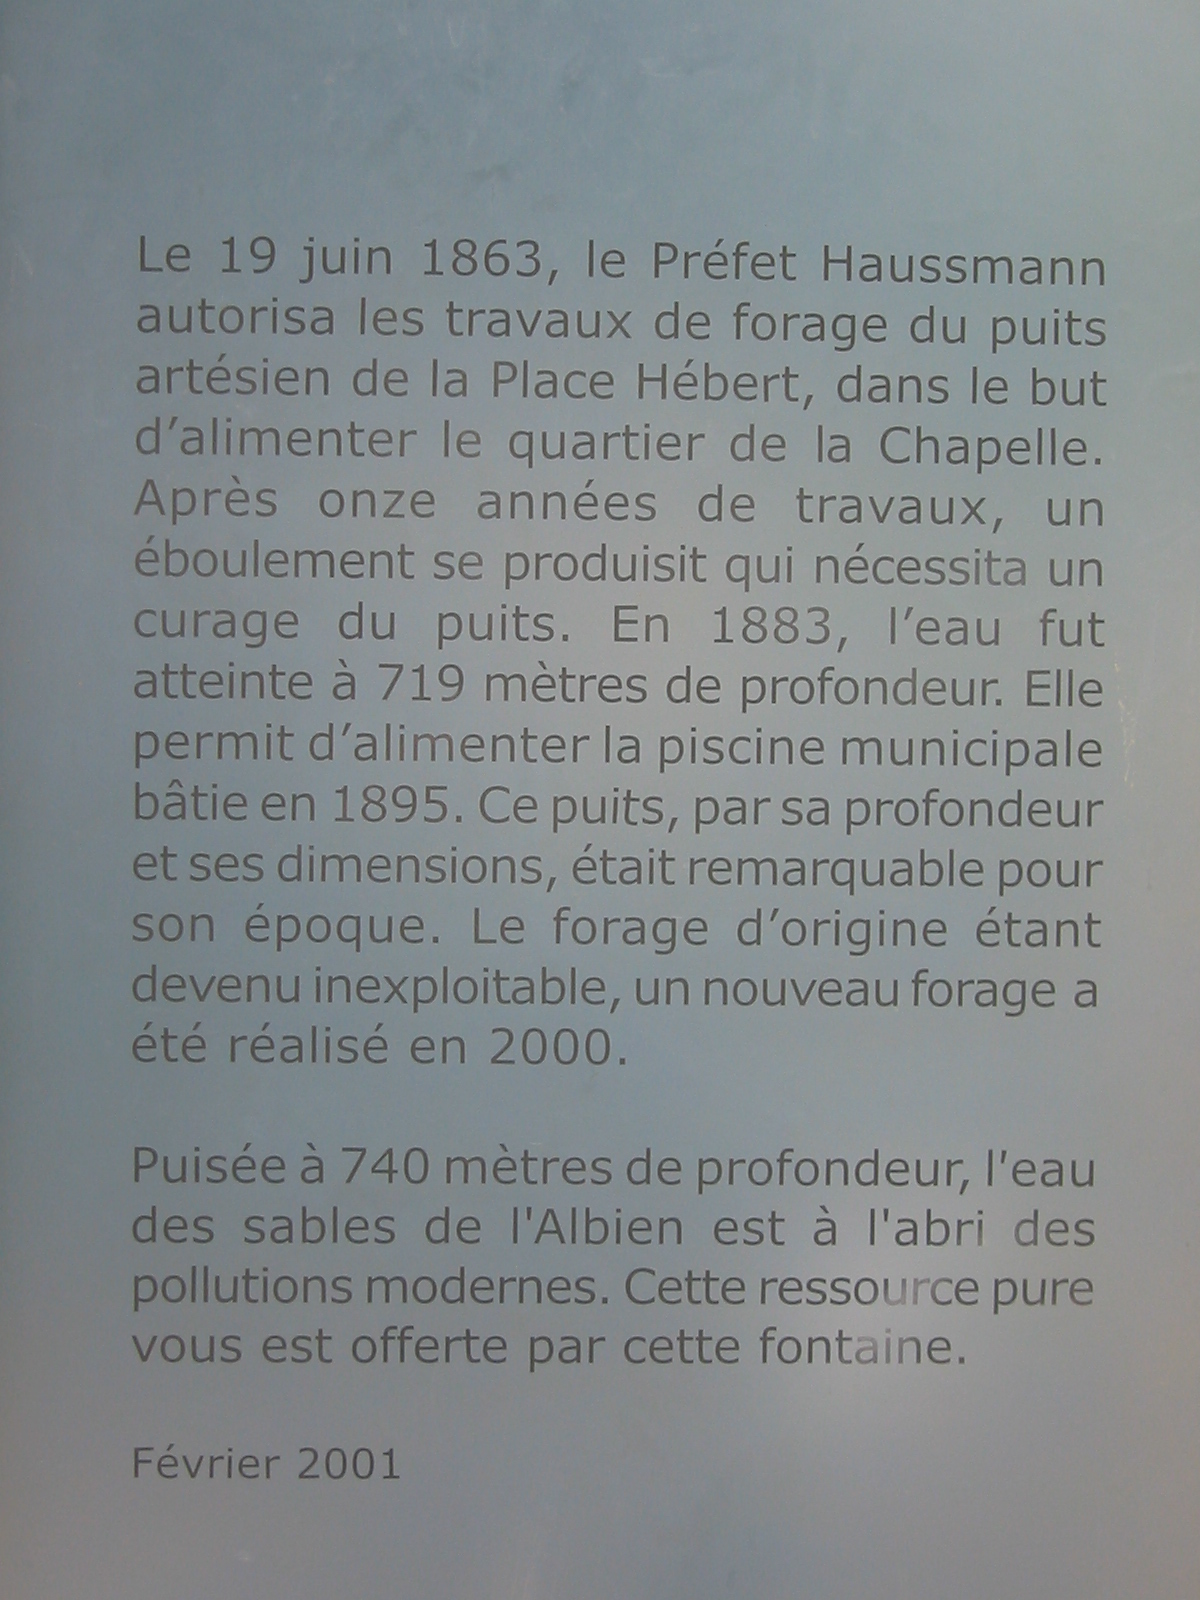 Le 19 juin 1863, le Préfet Haussmann
autorisa les travaux de forage du puits
artésien de la Place Hébert, dans le but
d’alimenter le quartier de la Chapelle.
Après onze années de travaux, un
éboulement se produisit qui nécessita un
curage du puits. En 1883, l’eau fut
atteinte à 719 mètres de profondeur. Elle
permit d’alimenter la piscine municipale
bâtie en 1895. Ce puits, par sa profondeur
et ses dimensions, était remarquable pour
son époque. Le forage d’origine étant
devenu inexploitable, un nouveau forage a
été réalisé en 2000.
Puisée à 740 mètres de profondeur, l’eau
des sables de l'Albien est à l'abri des
pollutions modernes. Cette ressource pure
vous est offerte par cette fontaine.
Février 2001